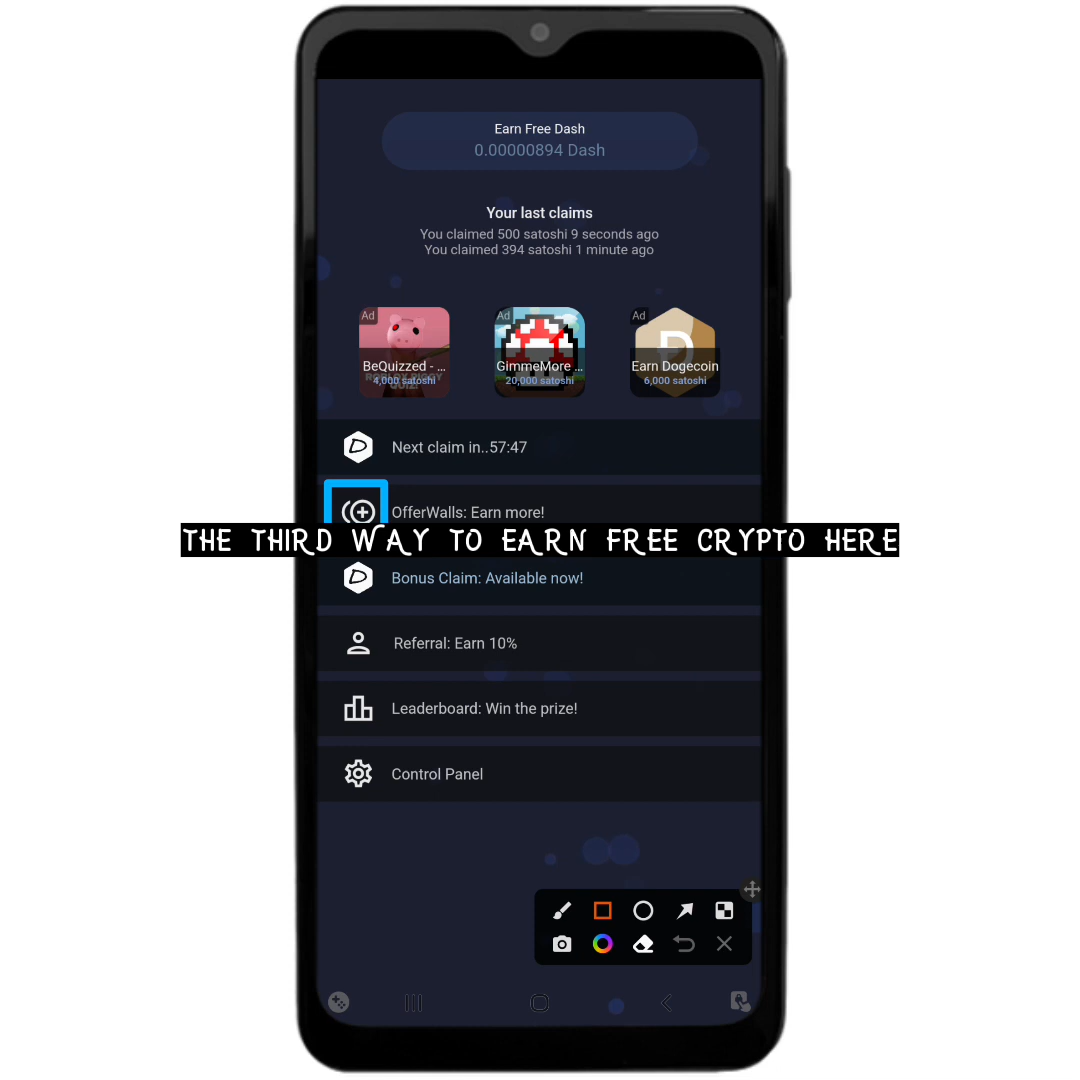 Earn Free Dash
0.00000894 Dash
Your last claims
You claimed 500 satoshi 9 seconds ago
You claimed 394 satoshi 1 minute ago
Ad
BeQuizzed - ...
4,000 satoshi
Ad
GimmeMore ...
20,000 satoshi
Ad
Earn Dogecoin
6,000 satoshi
Next claim in..57:47
OfferWalls: Earn more!
THE THIRD WAY TO EARN FREE CRYPTO HERE
Bonus Claim: Available now!
Referral: Earn 10%
Leaderboard: Win the prize!
Control Panel